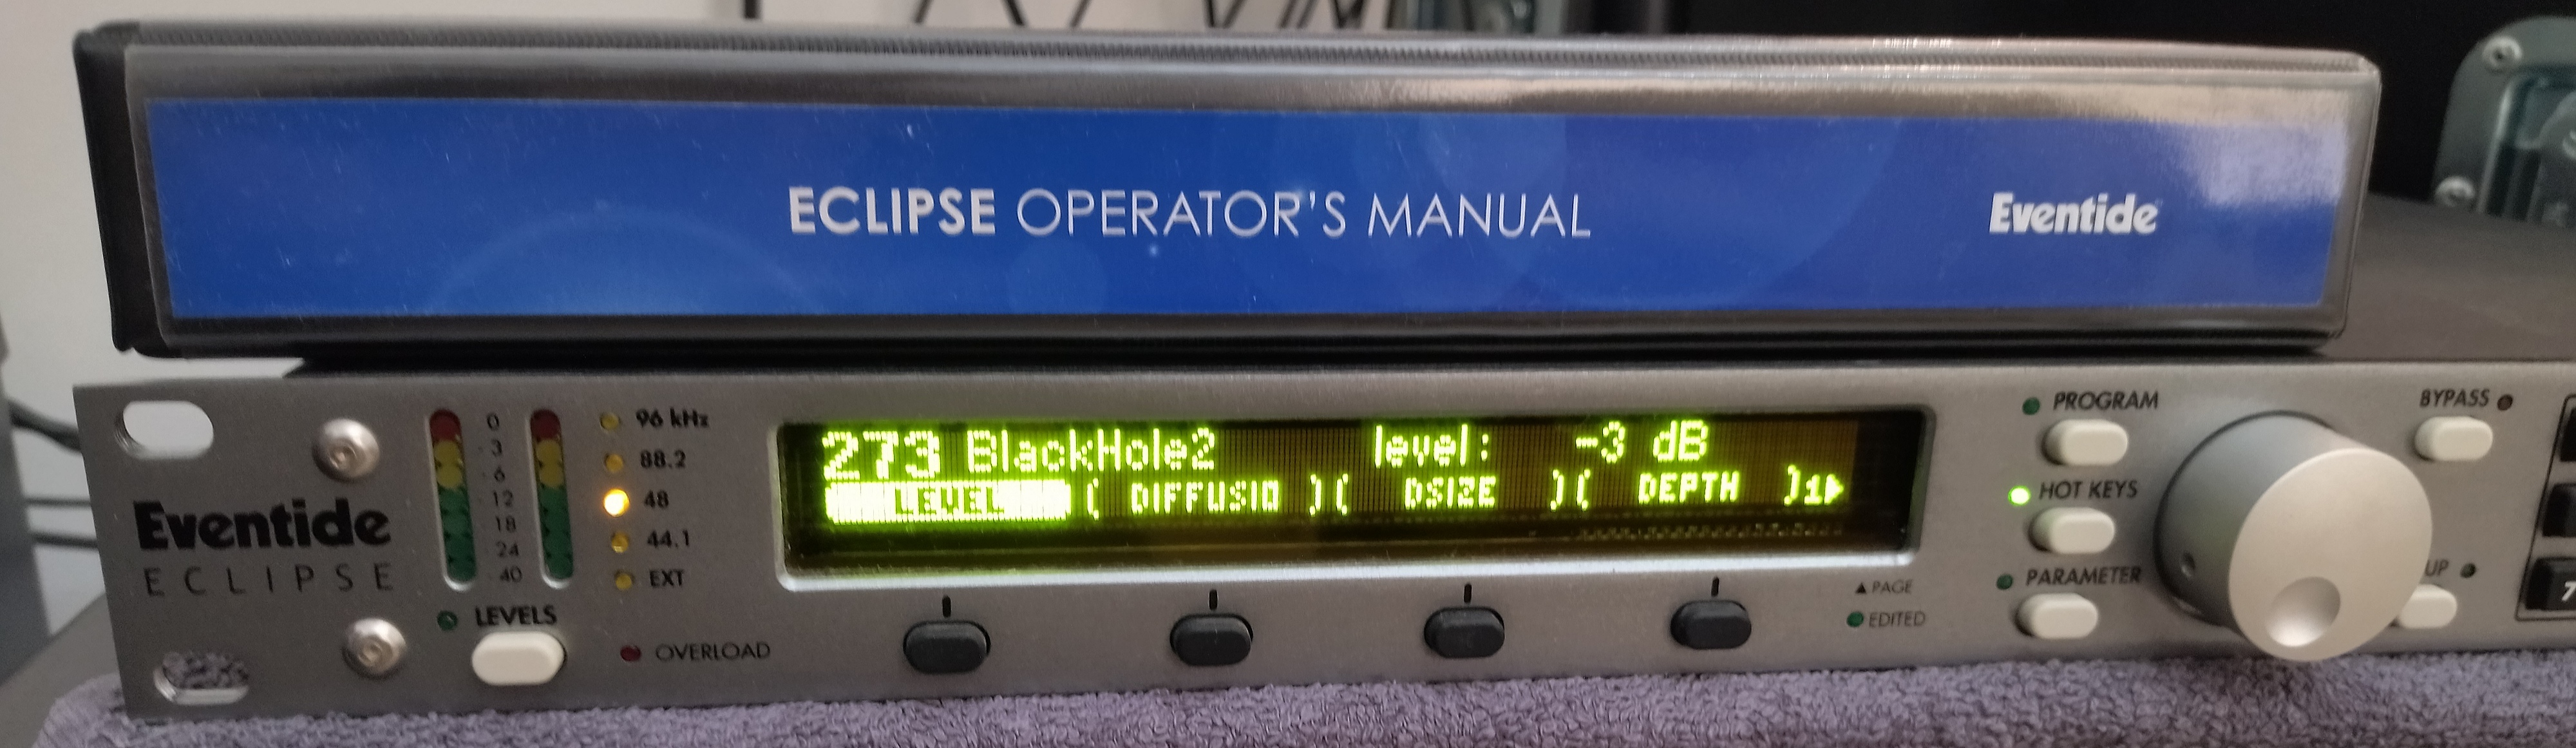 ECLIPSE OPERATOR'S MANUAL
Eventide
Eventide
ECLIPSE
0
-3
-6
12
18
24
40
LEVELS
96 kHz
88.2
48
44.1
EXT
OVERLOAD
273 BlackHole2 level: -3 dB
LEVEL ( DIFFUSIO )( DSIZE )( DEPTH )1▶
▲ PAGE
EDITED
PROGRAM
HOT KEYS
PARAMETER
BYPASS
UP
7